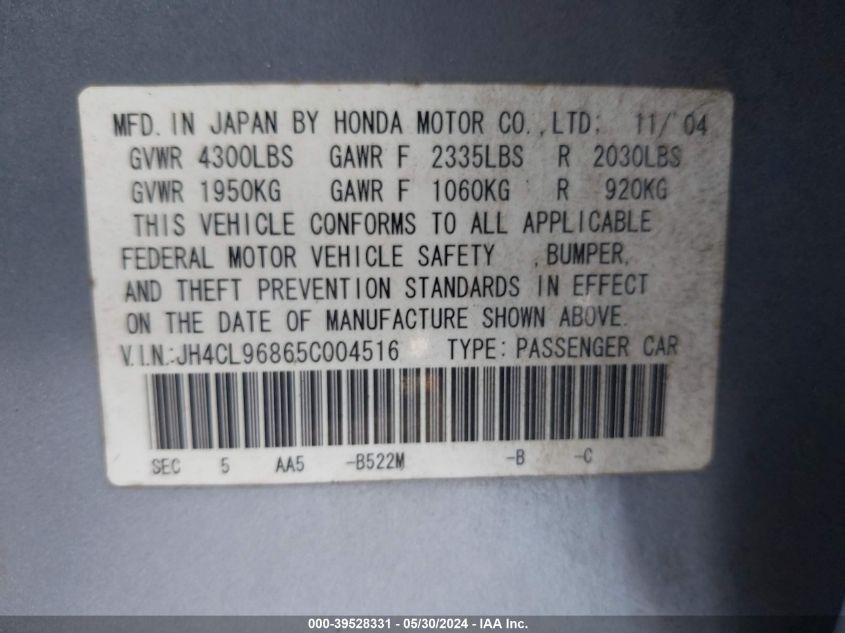 MFD. IN JAPAN BY HONDA MOTOR CO.,LTD. 11/'04
GVWR 4300LBS GAWR F 2335LBS R 2030LBS
GVWR 1950KG GAWR F 1060KG R 920KG
THIS VEHICLE CONFORMS TO ALL APPLICABLE
FEDERAL MOTOR VEHICLE SAFETY ,BUMPER,
AND THEFT PREVENTION STANDARDS IN EFFECT
ON THE DATE OF MANUFACTURE SHOWN ABOVE.
V.I.N.:JH4CL96865C004516 TYPE: PASSENGER CAR
SEC 5 AA5 -B522M -B -C
000-39528331 - 05/30/2024 - IAA Inc.